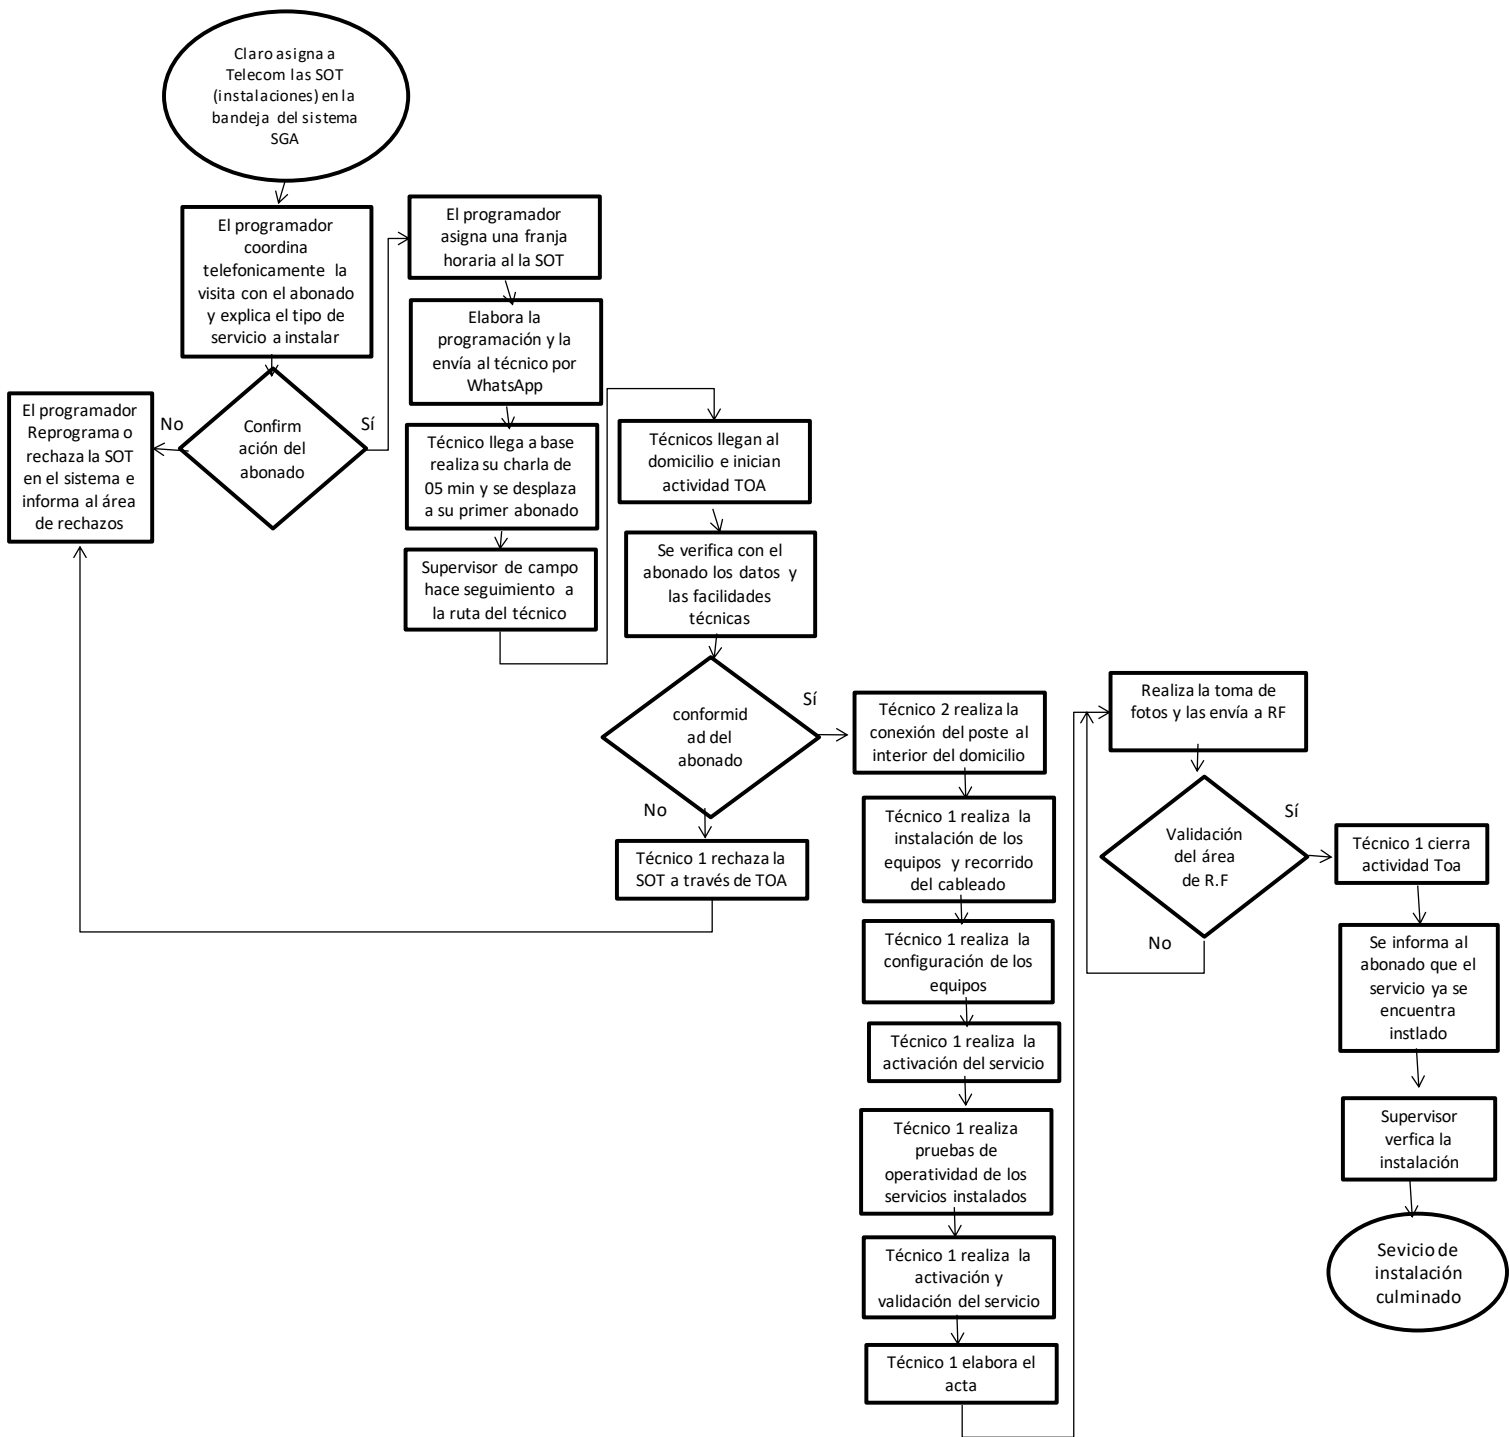 Claro asigna a
Telecom las SOT
(instalaciones) en la
bandeja del sistema
SGA
El programador
coordina
telefonicamente la
visita con el abonado
y explica el tipo de
servicio a instalar
Confirm
ación del
abonado
No
Sí
El programador
Reprograma o
rechaza la SOT
en el sistema e
informa al área
de rechazos
El programador
asigna una franja
horaria al la SOT
Elabora la
programación y la
envía al técnico por
WhatsApp
Técnico llega a base
realiza su charla de
05 min y se desplaza
a su primer abonado
Supervisor de campo
hace seguimiento a
la ruta del técnico
Técnicos llegan al
domicilio e inician
actividad TOA
Se verifica con el
abonado los datos y
las facilidades
técnicas
conformid
ad del
abonado
Sí
No
Técnico 1 rechaza la
SOT a través de TOA
Técnico 2 realiza la
conexión del poste al
interior del domicilio
Técnico 1 realiza la
instalación de los
equipos y recorrido
del cableado
Técnico 1 realiza la
configuración de los
equipos
Técnico 1 realiza la
activación del servicio
Técnico 1 realiza
pruebas de
operatividad de los
servicios instalados
Técnico 1 realiza la
activación y
validación del servicio
Técnico 1 elabora el
acta
Realiza la toma de
fotos y las envía a RF
Validación
del área
de R.F
Sí
No
Técnico 1 cierra
actividad Toa
Se informa al
abonado que el
servicio ya se
encuentra
instlado
Supervisor
verfica la
instalación
Sevicio de
instalación
culminado